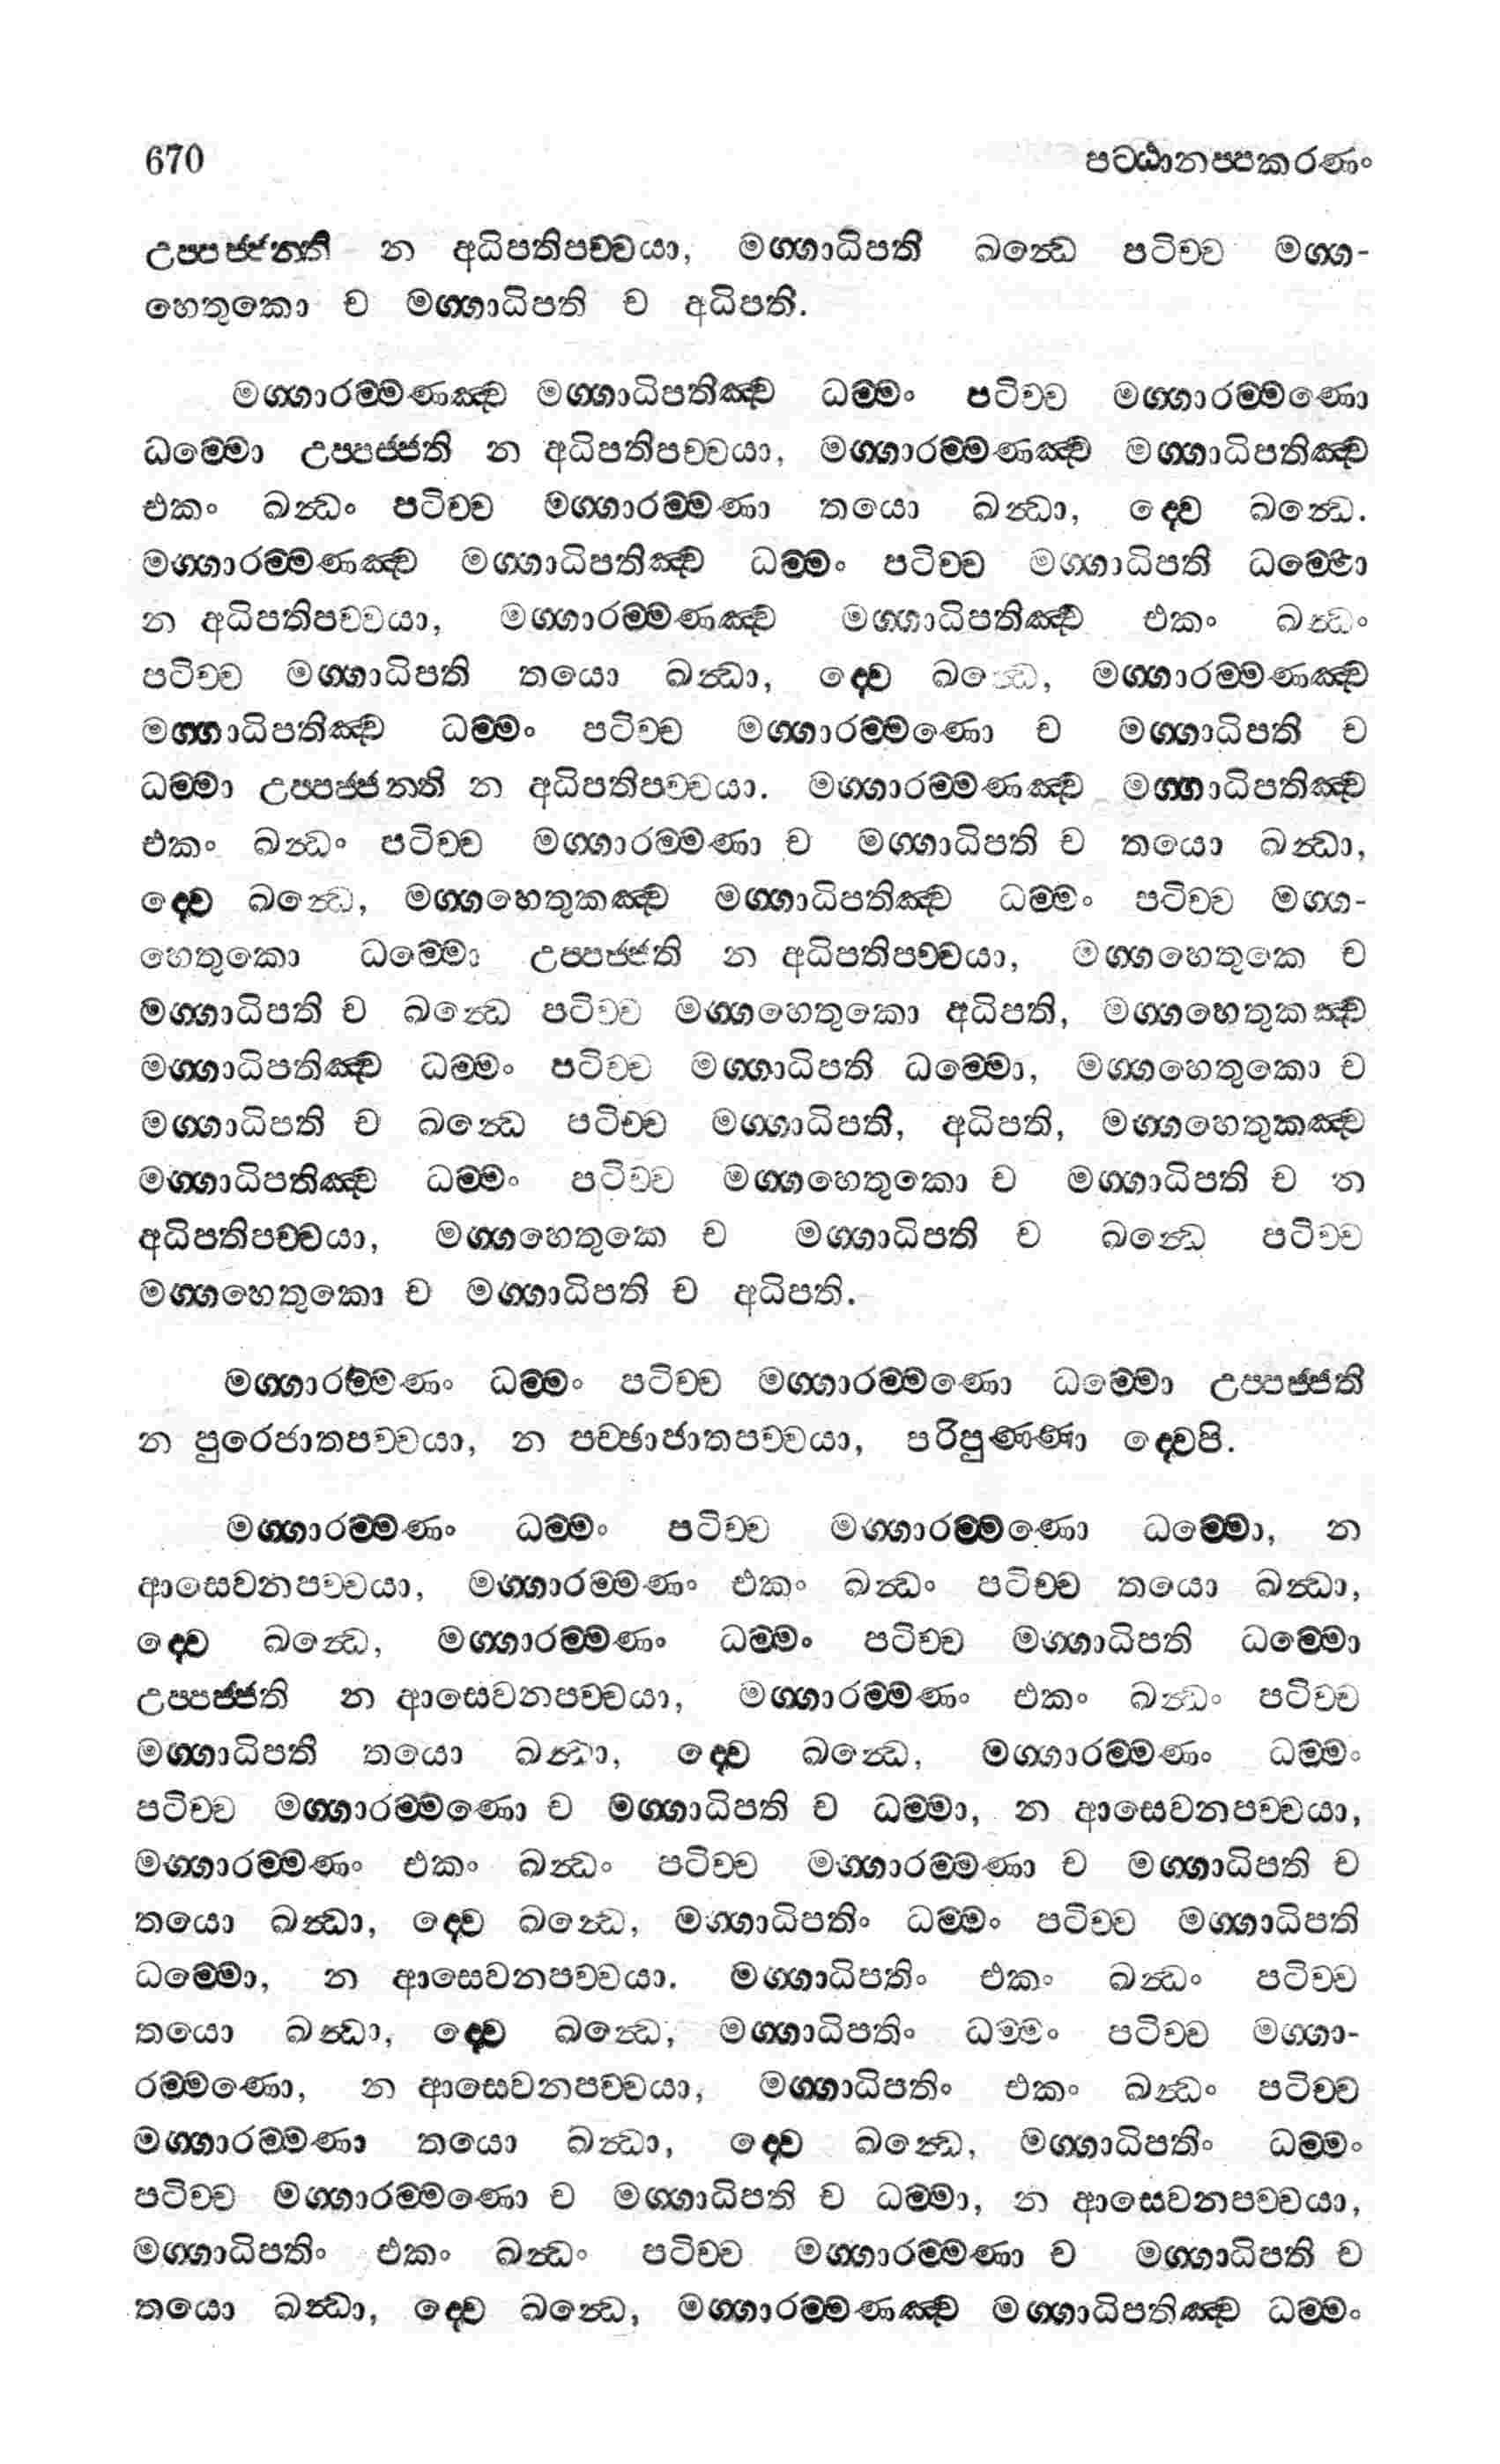 670 පට්ඨානප්පකරණං
උප්පජ්ජන්ති න අධිපතිපච්චයා, මග්ගාධිපති ඛන්ධෙ පටිච්ච මග්ග-
හෙතුකො ච මග්ගාධිපති ච අධිපති.
මග්ගාරම්මණඤ්ච මග්ගාධිපතිඤ්ච ධම්මං පටිච්ච මග්ගාරම්මණො
ධම්මො උප්පජ්ජති න අධිපතිපච්චයා, මග්ගාරම්මණඤ්ච මග්ගාධිපතිඤ්ච
එකං ඛන්ධං පටිච්ච මග්ගාරම්මණා තයො ඛන්ධා, ද්වෙ ඛන්ධෙ.
මග්ගාරම්මණඤ්ච මග්ගාධිපතිඤ්ච ධම්මං පටිච්ච මග්ගාධිපති ධම්මො
න අධිපතිපච්චයා, මග්ගාරම්මණඤ්ච මග්ගාධිපතිඤ්ච එකං ඛන්ධං
පටිච්ච මග්ගාධිපති තයො ඛන්ධා, ද්වෙ ඛන්ධෙ, මග්ගාරම්මණඤ්ච
මග්ගාධිපතිඤ්ච ධම්මං පටිච්ච මග්ගාරම්මණො ච මග්ගාධිපති ච
ධම්මා උප්පජ්ජන්ති න අධිපතිපච්චයා. මග්ගාරම්මණඤ්ච මග්ගාධිපතිඤ්ච
එකං ඛන්ධං පටිච්ච මග්ගාරම්මණා ච මග්ගාධිපති ච තයො ඛන්ධා,
ද්වෙ ඛන්ධෙ, මග්ගහෙතුකඤ්ච මග්ගාධිපතිඤ්ච ධම්මං පටිච්ච මග්ග-
හෙතුකො ධම්මො උප්පජ්ජති න අධිපතිපච්චයා, මග්ගහෙතුකෙ ච
මග්ගාධිපති ච ඛන්ධෙ පටිච්ච මග්ගහෙතුකො අධිපති, මග්ගහෙතුකඤ්ච
මග්ගාධිපතිඤ්ච ධම්මං පටිච්ච මග්ගාධිපති ධම්මො, මග්ගහෙතුකො ච
මග්ගාධිපති ච ඛන්ධෙ පටිච්ච මග්ගාධිපති, අධිපති, මග්ගහෙතුකඤ්ච
මග්ගාධිපතිඤ්ච ධම්මං පටිච්ච මග්ගහෙතුකො ච මග්ගාධිපති ච න
අධිපතිපච්චයා, මග්ගහෙතුකෙ ච මග්ගාධිපති ච ඛන්ධෙ පටිච්ච
මග්ගහෙතුකො ච මග්ගාධිපති ච අධිපති.
මග්ගාරම්මණං ධම්මං පටිච්ච මග්ගාරම්මණො ධම්මො උප්පජ්ජති
න පුරෙජාතපච්චයා, න පච්ඡාජාතපච්චයා, පරිපුණ්ණා ද්වෙපි.
මග්ගාරම්මණං ධම්මං පටිච්ච මග්ගාරම්මණො ධම්මො, න
ආසෙවනපච්චයා, මග්ගාරම්මණං එකං ඛන්ධං පටිච්ච තයො ඛන්ධා,
ද්වෙ ඛන්ධෙ, මග්ගාරම්මණං ධම්මං පටිච්ච මග්ගාධිපති ධම්මො
උප්පජ්ජති න ආසෙවනපච්චයා, මග්ගාරම්මණං එකං ඛන්ධං පටිච්ච
මග්ගාධිපති තයො ඛන්ධා, ද්වෙ ඛන්ධෙ, මග්ගාරම්මණං ධම්මං
පටිච්ච මග්ගාරම්මණො ච මග්ගාධිපති ච ධම්මා, න ආසෙවනපච්චයා,
මග්ගාරම්මණං එකං ඛන්ධං පටිච්ච මග්ගාරම්මණා ච මග්ගාධිපති ච
තයො ඛන්ධා, ද්වෙ ඛන්ධෙ, මග්ගාධිපතිං ධම්මං පටිච්ච මග්ගාධිපති
ධම්මො, න ආසෙවනපච්චයා. මග්ගාධිපතිං එකං ඛන්ධං පටිච්ච
තයො ඛන්ධා, ද්වෙ ඛන්ධෙ, මග්ගාධිපතිං ධම්මං පටිච්ච මග්ගා-
රම්මණො, න ආසෙවනපච්චයා, මග්ගාධිපතිං එකං ඛන්ධං පටිච්ච
මග්ගාරම්මණා තයො ඛන්ධා, ද්වෙ ඛන්ධෙ, මග්ගාධිපතිං ධම්මං
පටිච්ච මග්ගාරම්මණො ච මග්ගාධිපති ච ධම්මා, න ආසෙවනපච්චයා,
මග්ගාධිපතිං එකං ඛන්ධං පටිච්ච මග්ගාරම්මණා ච මග්ගාධිපති ච
තයො ඛන්ධා, ද්වෙ ඛන්ධෙ, මග්ගාරම්මණඤ්ච මග්ගාධිපතිඤ්ච ධම්මං